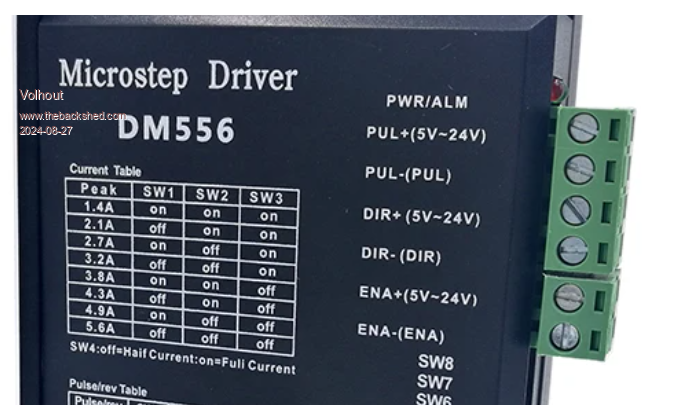 Microstep Driver
Volhout
www.thebackshed.com
2024-08-27
DM556
PWR/ALM
PUL+(5V~24V)
PUL-(PUL)
DIR+(5V~24V)
DIR-(DIR)
ENA+(5V~24V)
ENA-(ENA)
SW8
SW7
SW6
Current Table
Peak SW1 SW2 SW3
1.4A on on on
2.1A off on on
2.7A on off on
3.2A off off on
3.8A on on off
4.3A off on off
4.9A on off off
5.6A off off off
SW4:off=Half Current:on=Full Current
Pulse/rev Table
Pulse/rev